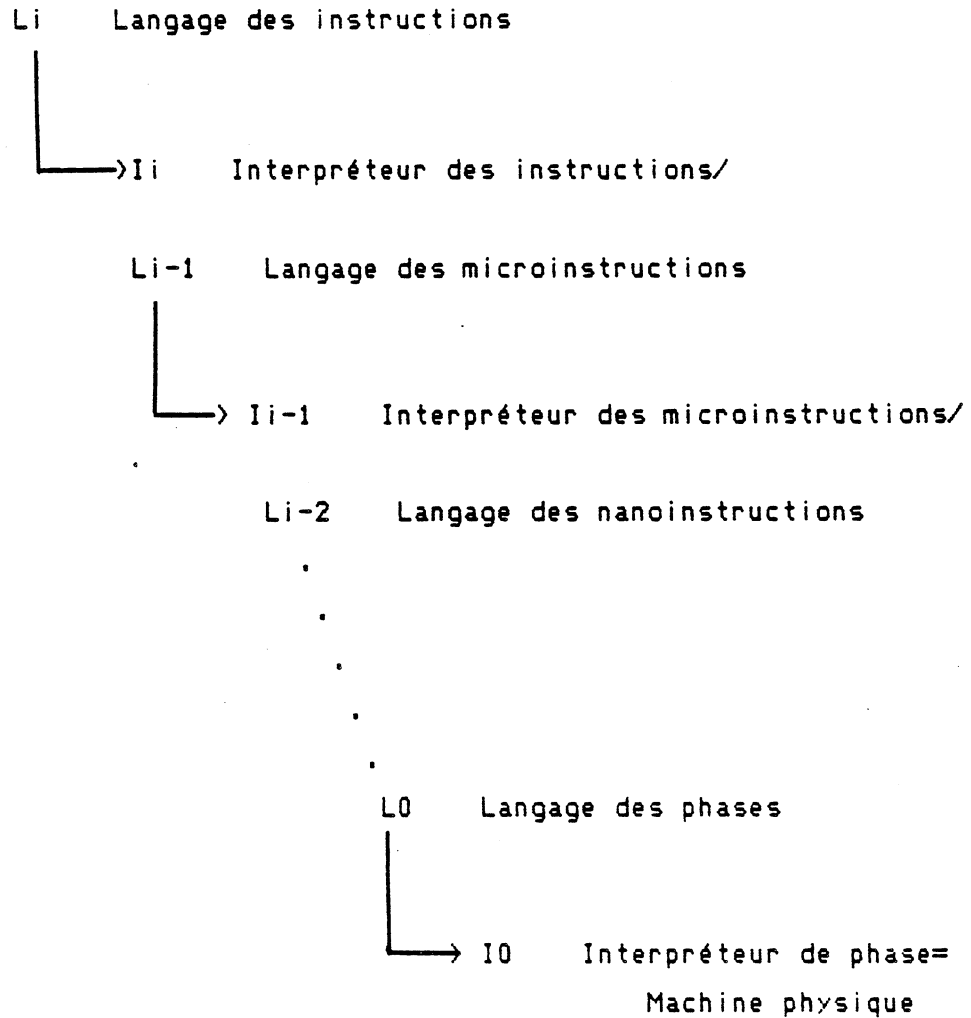 Li Langage des instructions
>Ii Interpréteur des instructions/
Li-1 Langage des microinstructions
> Ii-1 Interpréteur des microinstructions/
Li-2 Langage des nanoinstructions
.
.
.
.
.
L0 Langage des phases
> I0 Interpréteur de phase=
Machine physique